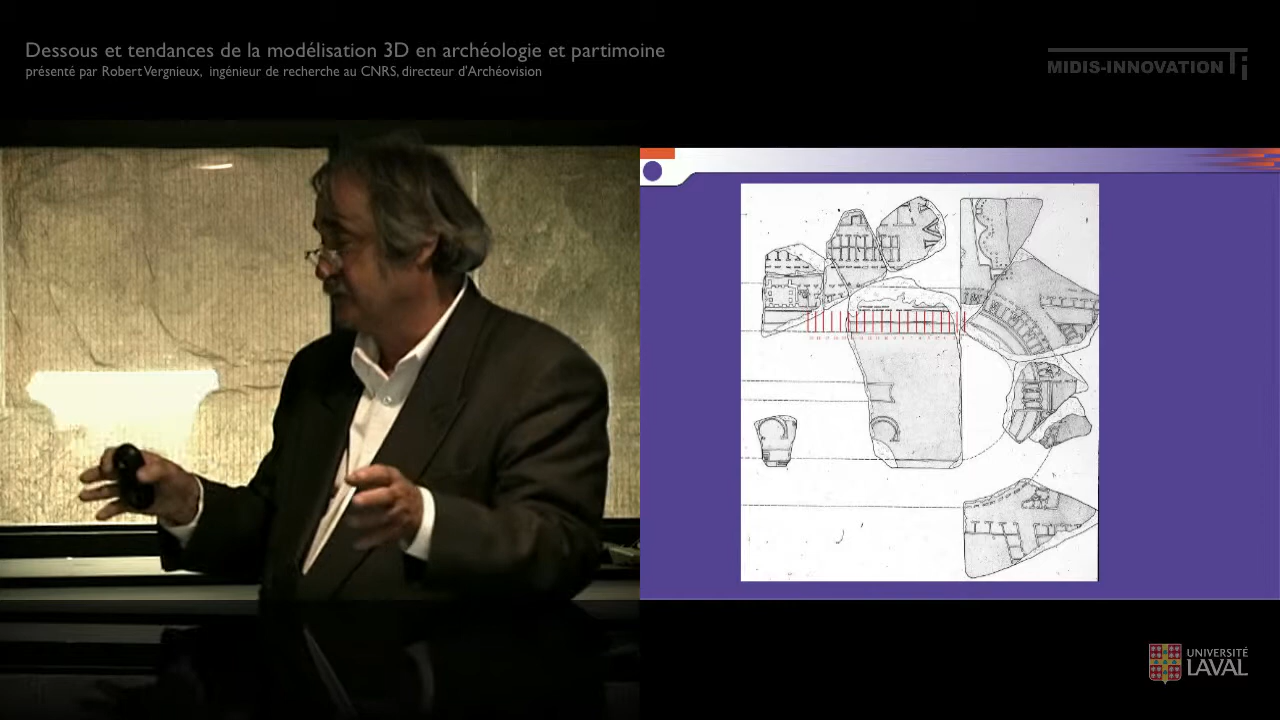 Dessous et tendances de la modélisation 3D en archéologie et partimoine
présenté par Robert Vergnieux, ingénieur de recherche au CNRS, directeur d'Archéovision
MIDIS-INNOVATION Ti
UNIVERSITÉ
LAVAL